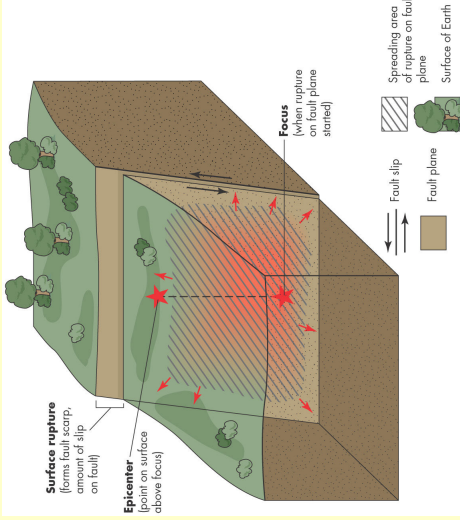 Surface rupture
(forms fault scarp,
amount of slip
on fault)
Epicenter
(point on surface
above focus)
Focus
(when rupture
on fault plane
started)
Fault slip
Fault plane
Spreading area
of rupture on fault
plane
Surface of Earth